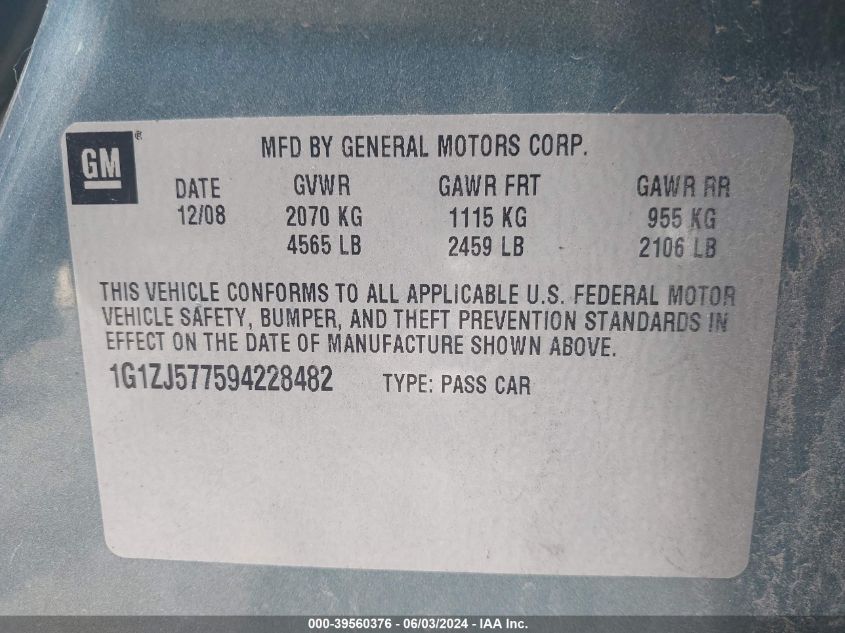 GM®
MFD BY GENERAL MOTORS CORP.
DATE GVWR GAWR FRT GAWR RR
12/08 2070 KG 1115 KG 955 KG
4565 LB 2459 LB 2106 LB
THIS VEHICLE CONFORMS TO ALL APPLICABLE U.S. FEDERAL MOTOR
VEHICLE SAFETY, BUMPER, AND THEFT PREVENTION STANDARDS IN
EFFECT ON THE DATE OF MANUFACTURE SHOWN ABOVE.
1G1ZJ577594228482 TYPE: PASS CAR
000-39560376 - 06/03/2024 - IAA Inc.